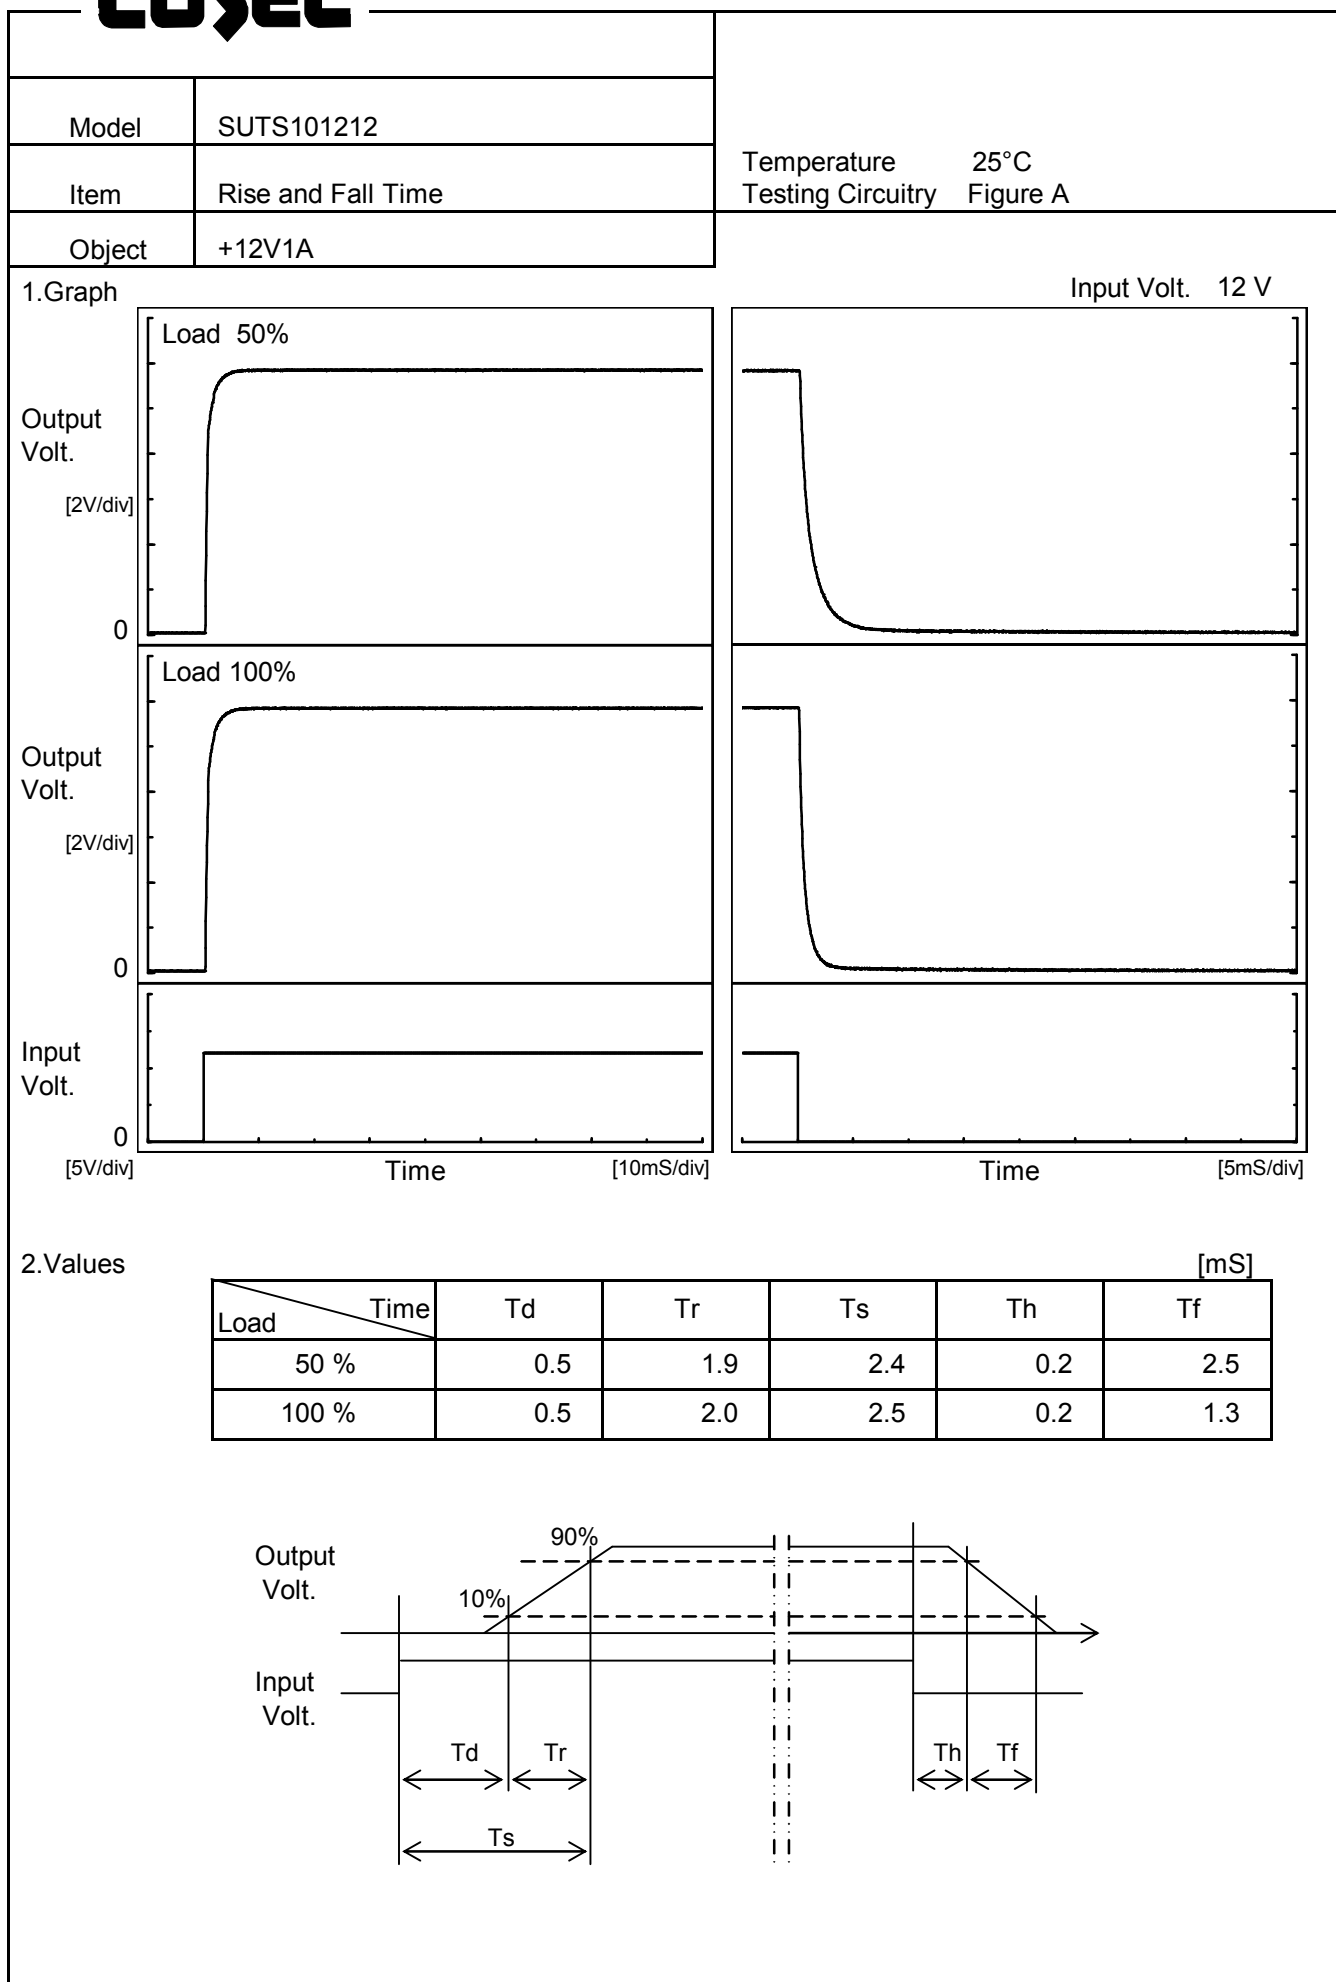 Model SUTS101212
Temperature 25°C
Item Rise and Fall Time Testing Circuitry Figure A
Object +12V1A
1.Graph Input Volt. 12 V
Load 50%
Output
Volt.
[2V/div]
0
Load 100%
Output
Volt.
[2V/div]
0
Input
Volt.
0
[5V/div] Time [10mS/div] Time [5mS/div]
2.Values [mS]
Time Td Tr Ts Th Tf
Load
50 % 0.5 1.9 2.4 0.2 2.5
100 % 0.5 2.0 2.5 0.2 1.3
90%
Output
Volt.
10%
Input
Volt.
Td Tr Th Tf
Ts